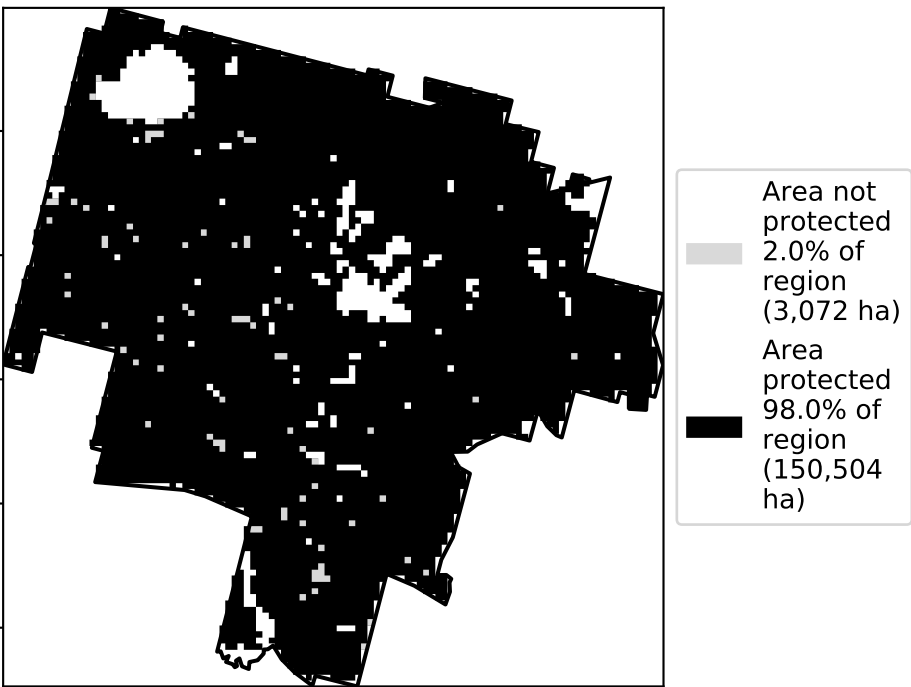 Area not
protected
2.0% of
region
(3,072 ha)
Area
protected
98.0% of
region
(150,504
ha)